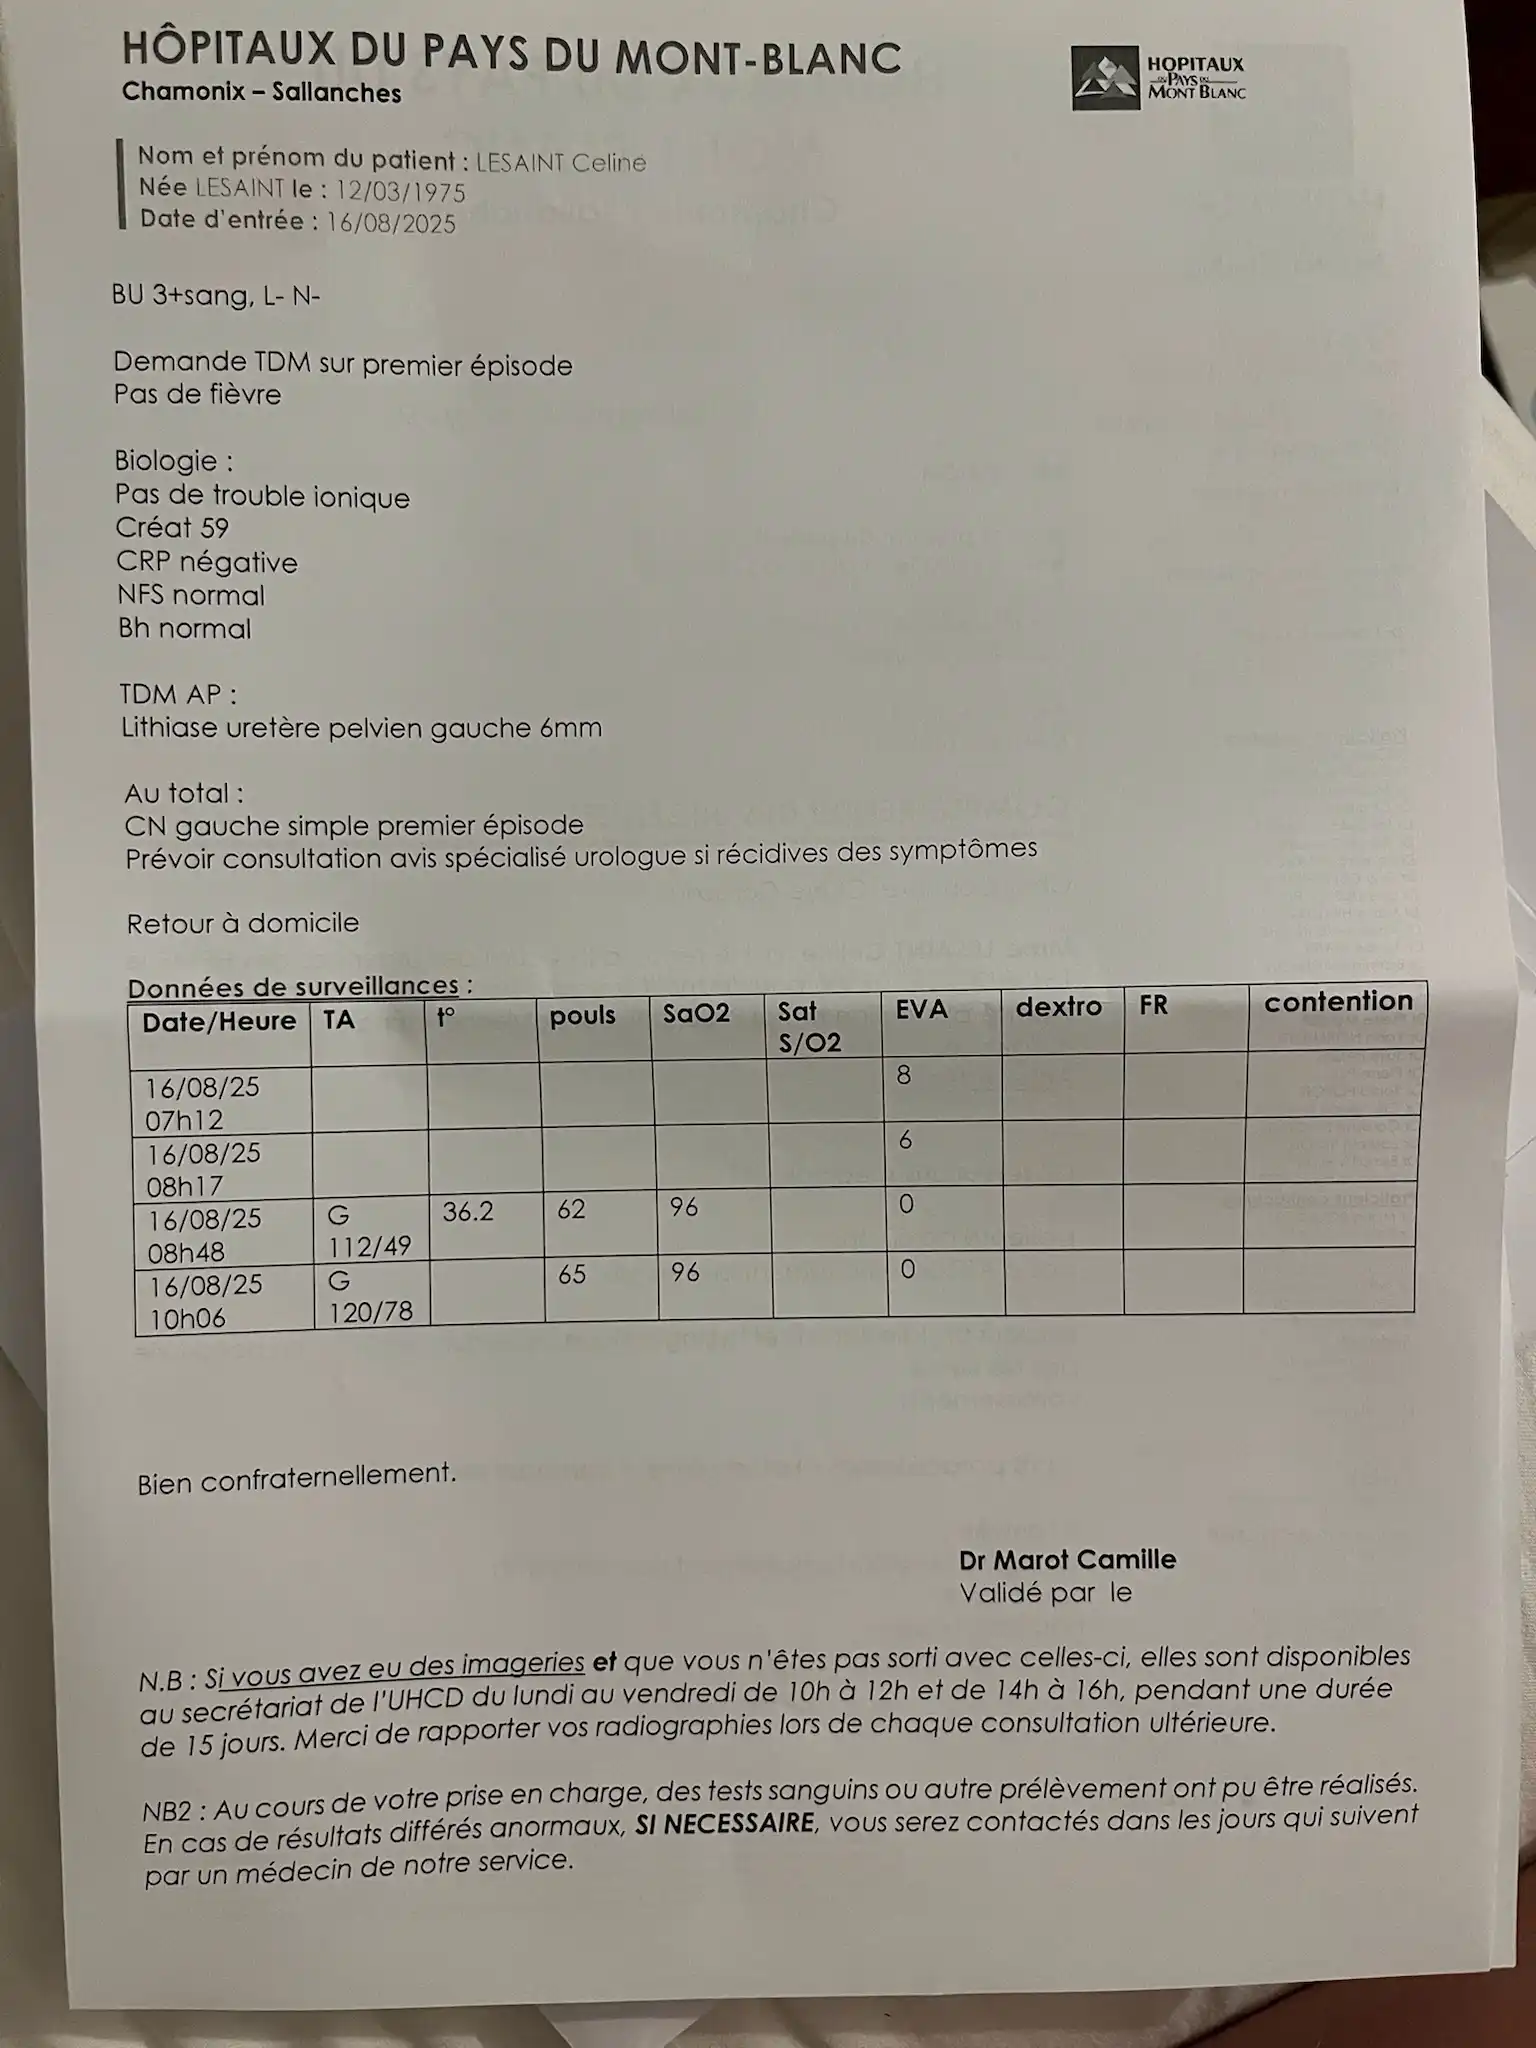 HÔPITAUX DU PAYS DU MONT-BLANC
Chamonix – Sallanches
HOPITAUX
DU PAYS DU
MONT BLANC
Nom et prénom du patient : LESAINT Celine
Née LESAINT le : 12/03/1975
Date d'entrée : 16/08/2025
BU 3+sang, L- N-
Demande TDM sur premier épisode
Pas de fièvre
Biologie :
Pas de trouble ionique
Créat 59
CRP négative
NFS normal
Bh normal
TDM AP :
Lithiase uretère pelvien gauche 6mm
Au total :
CN gauche simple premier épisode
Prévoir consultation avis spécialisé urologue si récidives des symptômes
Retour à domicile
Données de surveillances :
Date/Heure TA t° pouls SaO2 Sat S/O2 EVA dextro FR contention
16/08/25 07h12 8
16/08/25 08h17 6
16/08/25 08h48 G 112/49 36.2 62 96 0
16/08/25 10h06 G 120/78 65 96 0
Bien confraternellement.
Dr Marot Camille
Validé par le
N.B : Si vous avez eu des imageries et que vous n'êtes pas sorti avec celles-ci, elles sont disponibles
au secrétariat de l'UHCD du lundi au vendredi de 10h à 12h et de 14h à 16h, pendant une durée
de 15 jours. Merci de rapporter vos radiographies lors de chaque consultation ultérieure.
NB2 : Au cours de votre prise en charge, des tests sanguins ou autre prélèvement ont pu être réalisés.
En cas de résultats différés anormaux, SI NECESSAIRE, vous serez contactés dans les jours qui suivent
par un médecin de notre service.